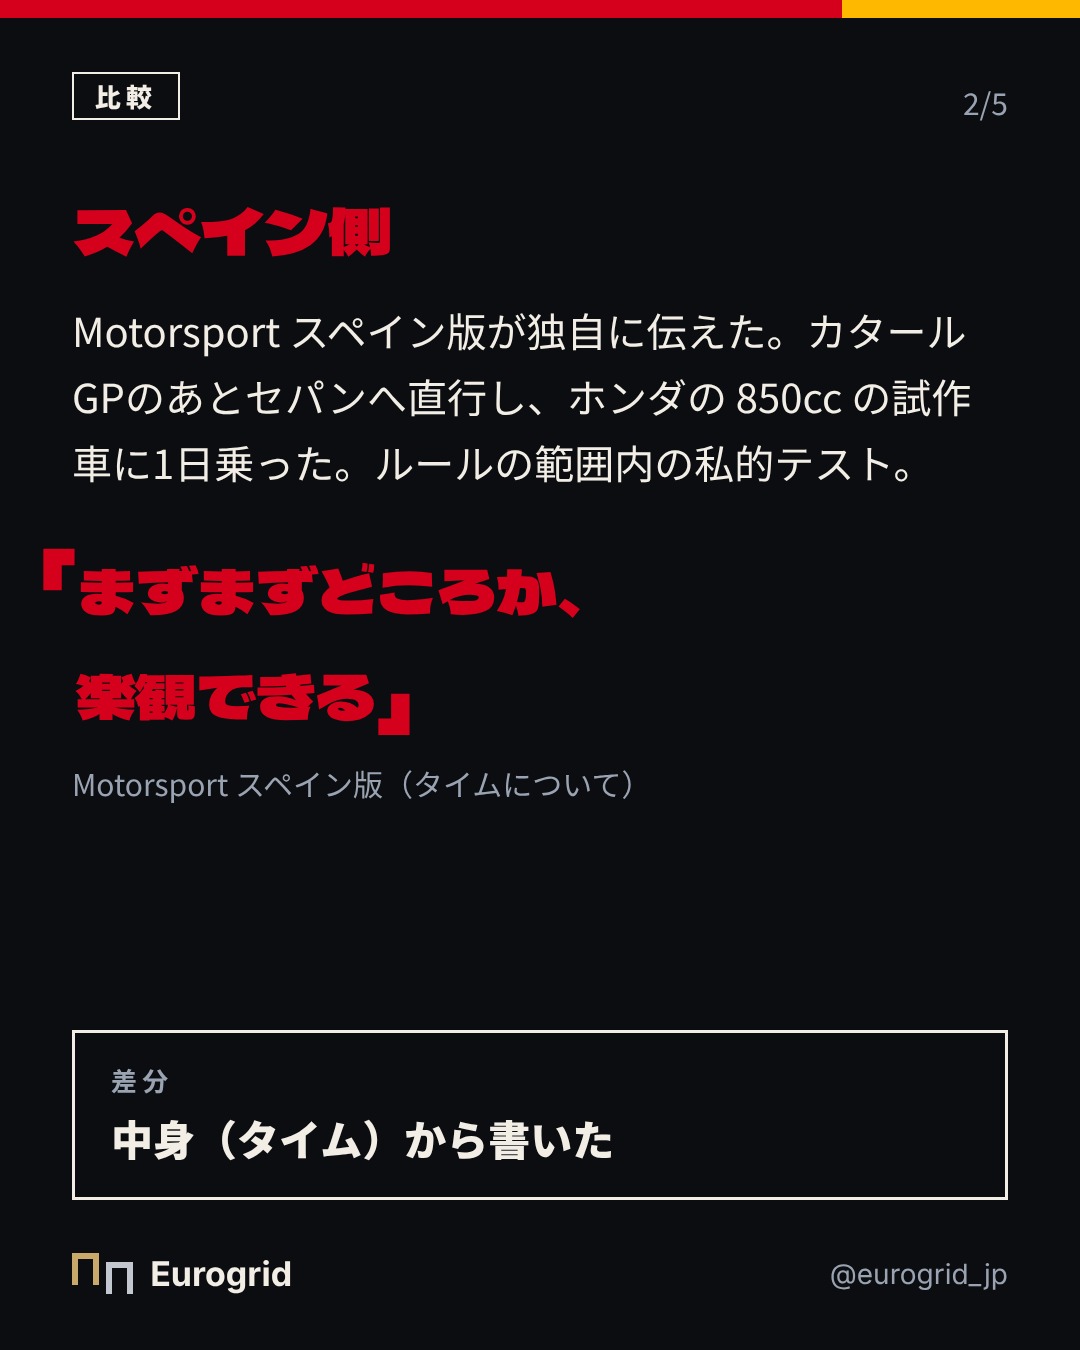 比較
2/5
スペイン側
Motorsport スペイン版が独自に伝えた。カタール
GPのあとセパンへ直行し、ホンダの 850cc の試作
車に1日乗った。ルールの範囲内の私的テスト。
「まずまずどころか、
楽観できる」
Motorsport スペイン版（タイムについて）
差分
中身（タイム）から書いた
Eurogrid
@eurogrid_jp